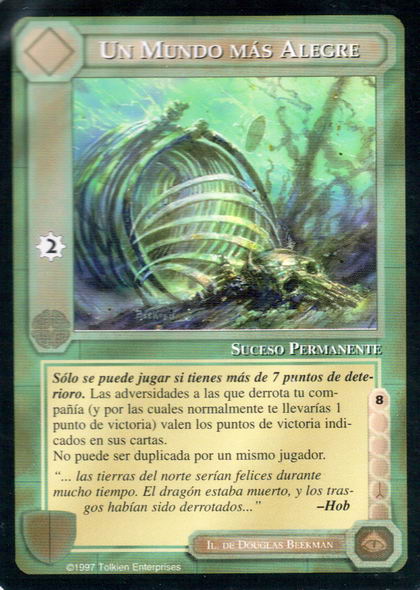 UN MUNDO MÁS ALEGRE
2
Beekman
SUCESO PERMANENTE
Sólo se puede jugar si tienes más de 7 puntos de dete-
rioro. Las adversidades a las que derrota tu com-
pañía (y por las cuales normalmente te llevarías 1
punto de victoria) valen los puntos de victoria indi-
cados en sus cartas.
No puede ser duplicada por un mismo jugador.
8
“... las tierras del norte serían felices durante
mucho tiempo. El dragón estaba muerto, y los tras-
gos habían sido derrotados...” –Hob
IL. DE DOUGLAS BEEKMAN
©1997 Tolkien Enterprises